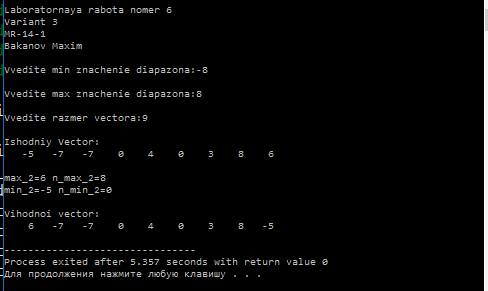 Laboratornaya rabota nomer 6
Variant 3
MR-14-1
Bakanov Maxim
Vvedite min znachenie diapazona:-8
Vvedite max znachenie diapazona:8
Vvedite razmer vectora:9
Ishodniy Vector:
-5 -7 -7 0 4 0 3 8 6
max_2=6 n_max_2=8
min_2=-5 n_min_2=0
Vihodnoi vector:
6 -7 -7 0 4 0 3 8 -5
--------------------------------
Process exited after 5.357 seconds with return value 0
Для продолжения нажмите любую клавишу . . .